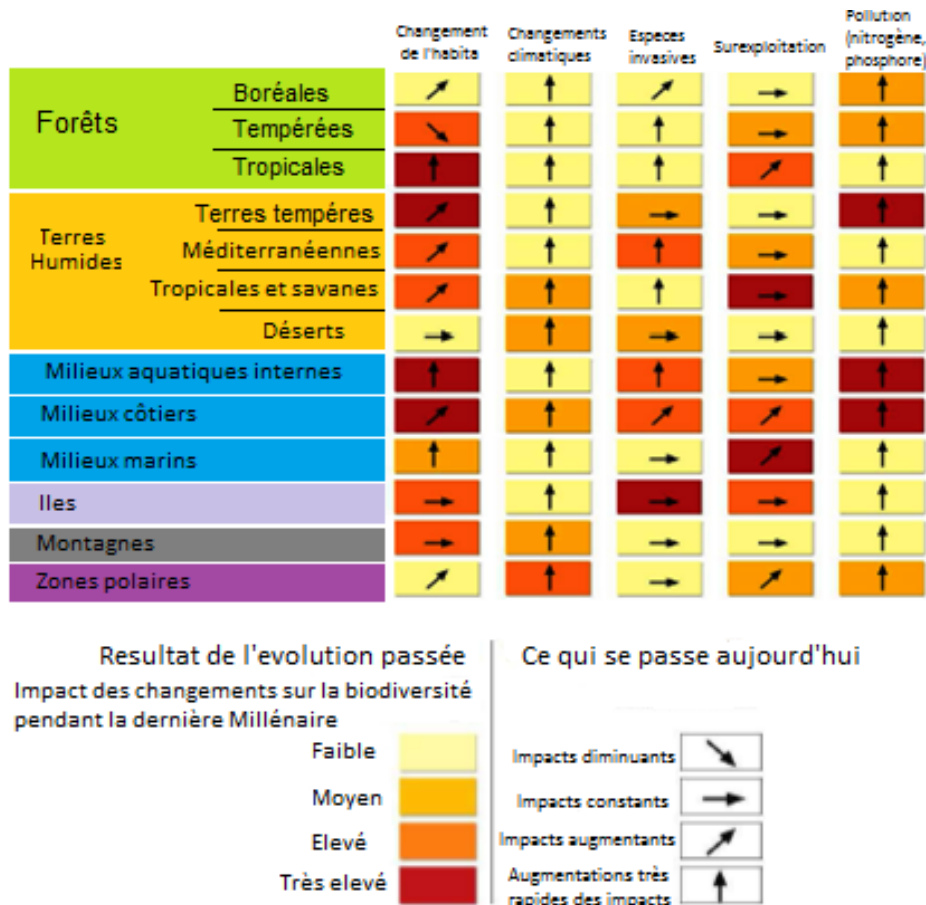 Changement
de l'habita
Changements
climatiques
Especes
invasives
Surexploitation
Pollution
(nitrogène,
phosphore)
Forêts
Boréales
Tempérées
Tropicales
Terres
Humides
Terres tempéres
Méditerranéennes
Tropicales et savanes
Déserts
Milieux aquatiques internes
Milieux côtiers
Milieux marins
Iles
Montagnes
Zones polaires
Resultat de l'evolution passée
Impact des changements sur la biodiversité
pendant la dernière Millénaire
Faible
Moyen
Elevé
Très elevé
Ce qui se passe aujourd'hui
Impacts diminuants
Impacts constants
Impacts augmentants
Augmentations très
rapides des impacts